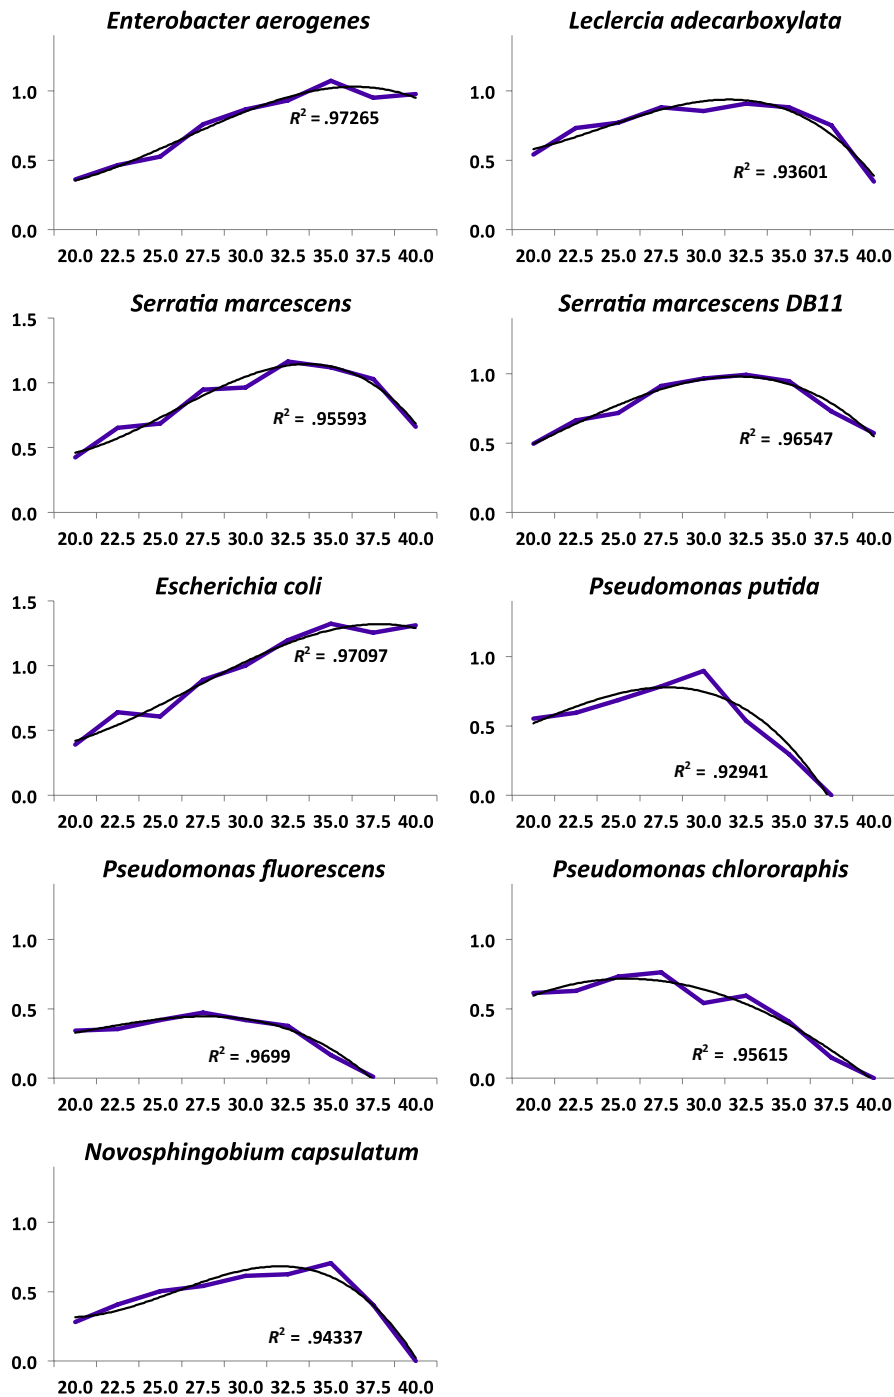 Enterobacter aerogenes
1.0
R² = .97265
0.5
0.0
20.0 22.5 25.0 27.5 30.0 32.5 35.0 37.5 40.0
Leclercia adecarboxylata
1.0
0.5
R² = .93601
0.0
20.0 22.5 25.0 27.5 30.0 32.5 35.0 37.5 40.0
Serratia marcescens
1.5
1.0
R² = .95593
0.5
0.0
20.0 22.5 25.0 27.5 30.0 32.5 35.0 37.5 40.0
Serratia marcescens DB11
1.0
0.5
R² = .96547
0.0
20.0 22.5 25.0 27.5 30.0 32.5 35.0 37.5 40.0
Escherichia coli
1.5
1.0
R² = .97097
0.5
0.0
20.0 22.5 25.0 27.5 30.0 32.5 35.0 37.5 40.0
Pseudomonas putida
1.0
0.5
R² = .92941
0.0
20.0 22.5 25.0 27.5 30.0 32.5 35.0 37.5 40.0
Pseudomonas fluorescens
1.0
0.5
R² = .9699
0.0
20.0 22.5 25.0 27.5 30.0 32.5 35.0 37.5 40.0
Pseudomonas chlororaphis
1.0
0.5
R² = .95615
0.0
20.0 22.5 25.0 27.5 30.0 32.5 35.0 37.5 40.0
Novosphingobium capsulatum
1.0
0.5
R² = .94337
0.0
20.0 22.5 25.0 27.5 30.0 32.5 35.0 37.5 40.0